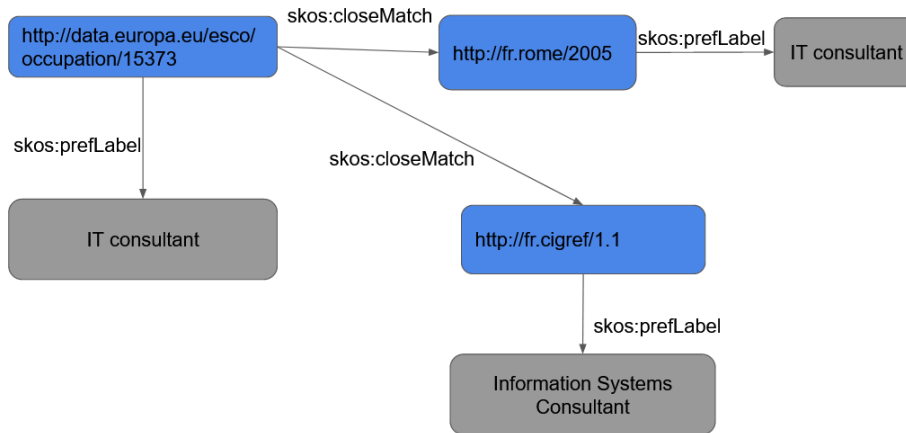 skos:closeMatch
http://data.europa.eu/esco/
occupation/15373
http://fr.rome/2005
skos:prefLabel
IT consultant
skos:prefLabel
skos:closeMatch
IT consultant
http://fr.cigref/1.1
skos:prefLabel
Information Systems
Consultant